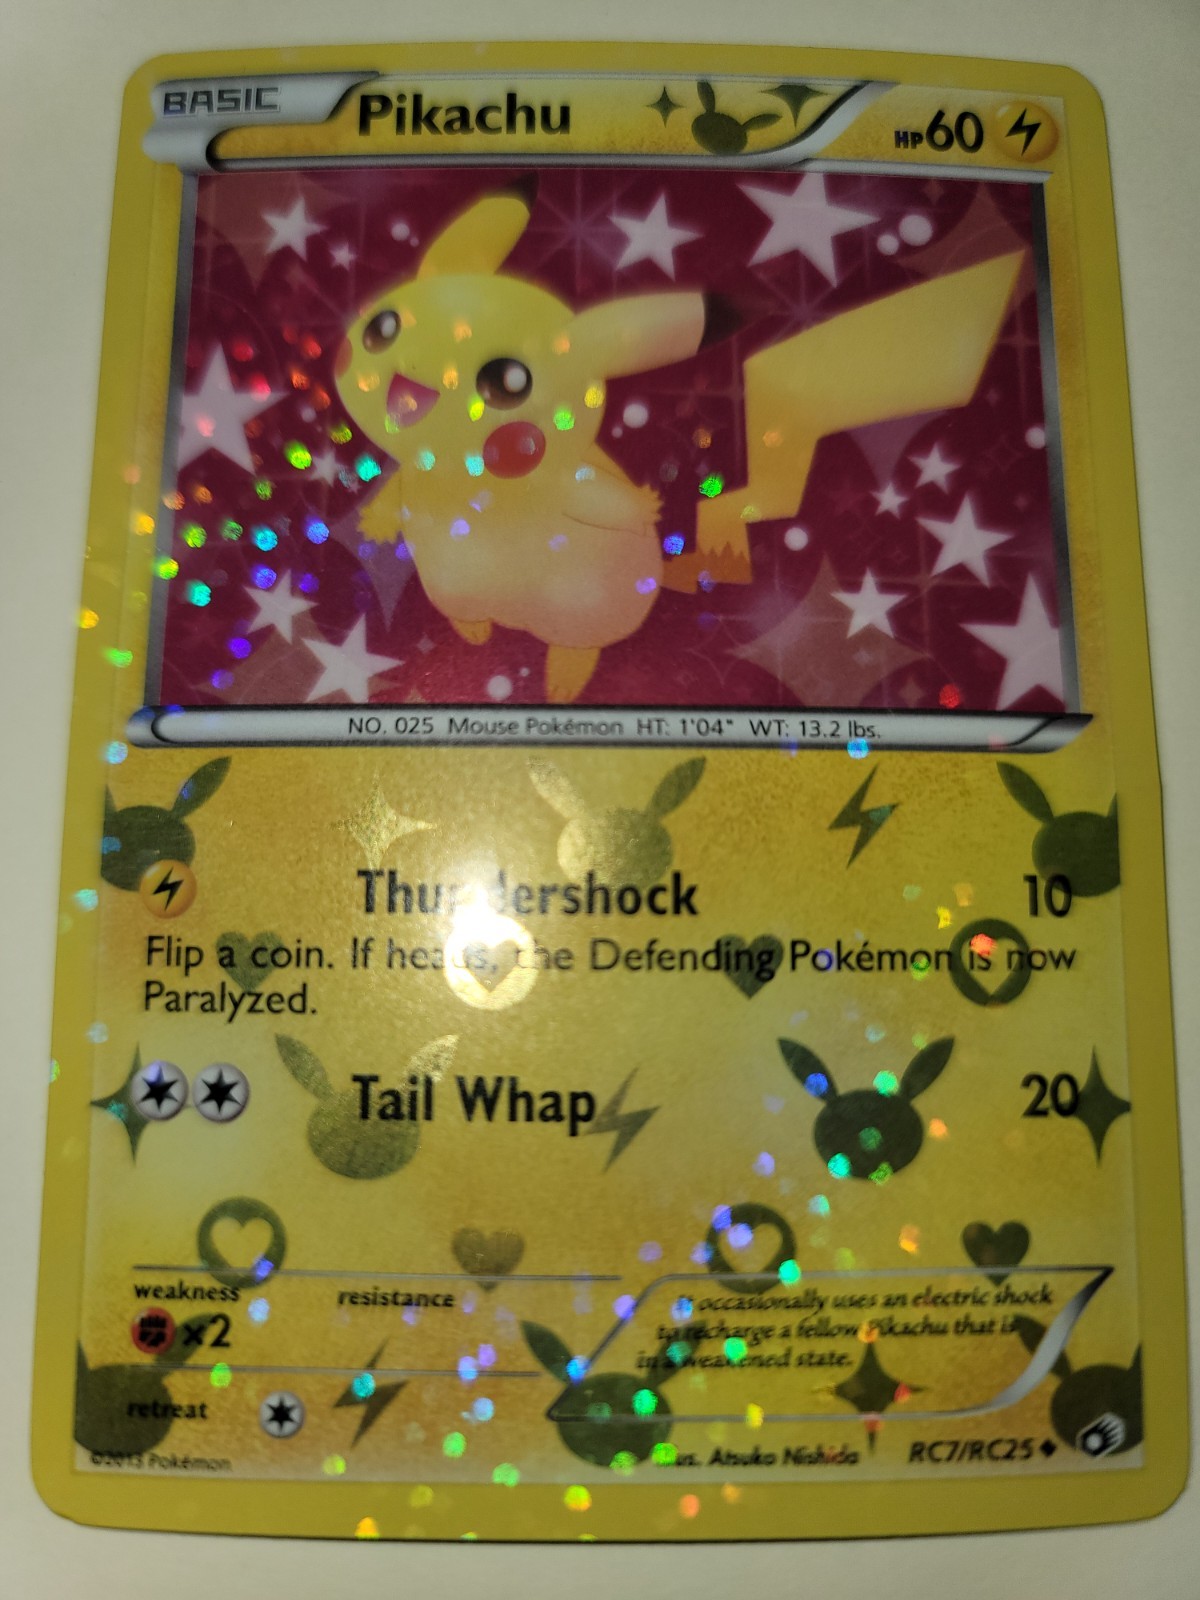 BASIC Pikachu HP60
NO. 025 Mouse Pokémon HT: 1'04" WT: 13.2 lbs.
Thundershock 10
Flip a coin. If heads, the Defending Pokémon is now
Paralyzed.
Tail Whap 20
weakness resistance
x2
It occasionally uses an electric shock
to recharge a fellow Pikachu that is
in a weakened state.
retreat
©2013 Pokémon
Illus. Atsuko Nishida RC7/RC25